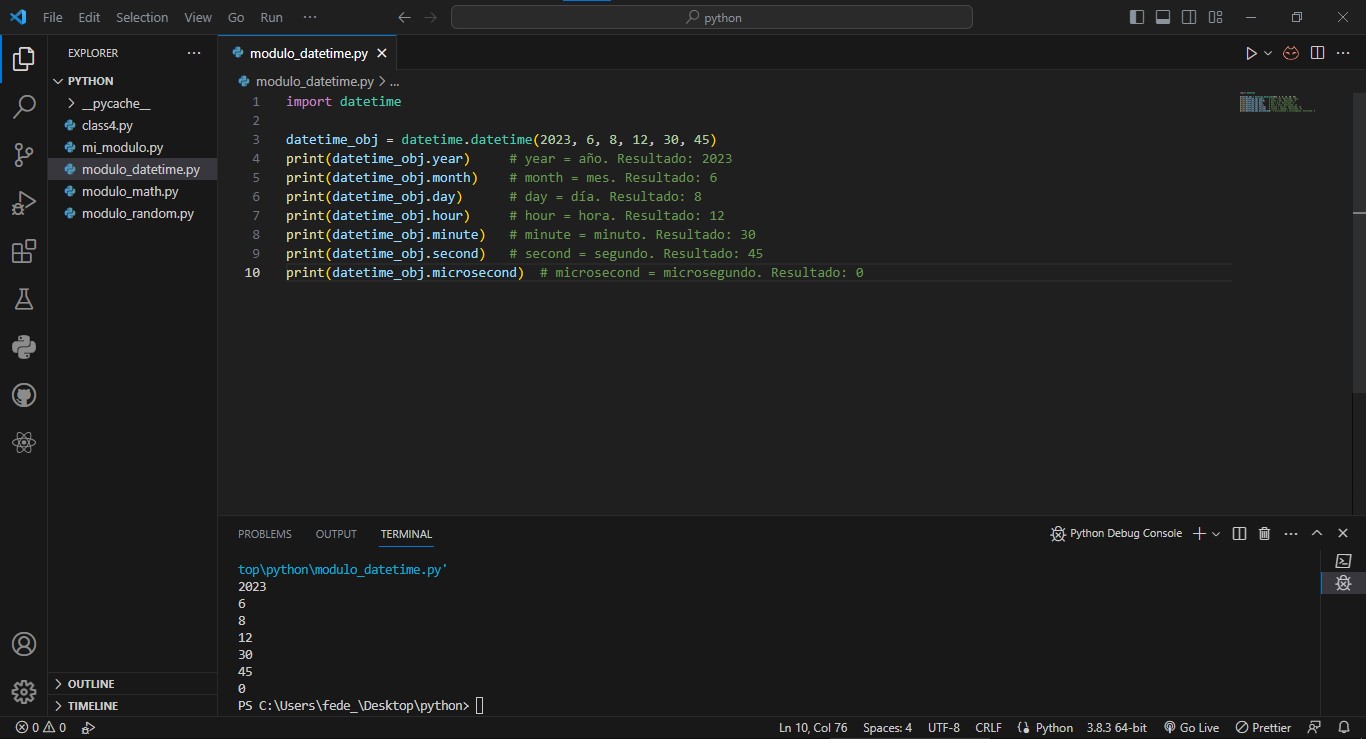 File Edit Selection View Go Run ··· python
EXPLORER ···
PYTHON
__pycache__
class4.py
mi_modulo.py
modulo_datetime.py
modulo_math.py
modulo_random.py
OUTLINE
TIMELINE
modulo_datetime.py
modulo_datetime.py > ...
1 import datetime
2
3 datetime_obj = datetime.datetime(2023, 6, 8, 12, 30, 45)
4 print(datetime_obj.year)     # year = año. Resultado: 2023
5 print(datetime_obj.month)    # month = mes. Resultado: 6
6 print(datetime_obj.day)      # day = día. Resultado: 8
7 print(datetime_obj.hour)     # hour = hora. Resultado: 12
8 print(datetime_obj.minute)   # minute = minuto. Resultado: 30
9 print(datetime_obj.second)   # second = segundo. Resultado: 45
10 print(datetime_obj.microsecond)  # microsecond = microsegundo. Resultado: 0
PROBLEMS OUTPUT TERMINAL Python Debug Console
top\python\modulo_datetime.py'
2023
6
8
12
30
45
0
PS C:\Users\fede_\Desktop\python>
0 0 Ln 10, Col 76 Spaces: 4 UTF-8 CRLF Python 3.8.3 64-bit Go Live Prettier